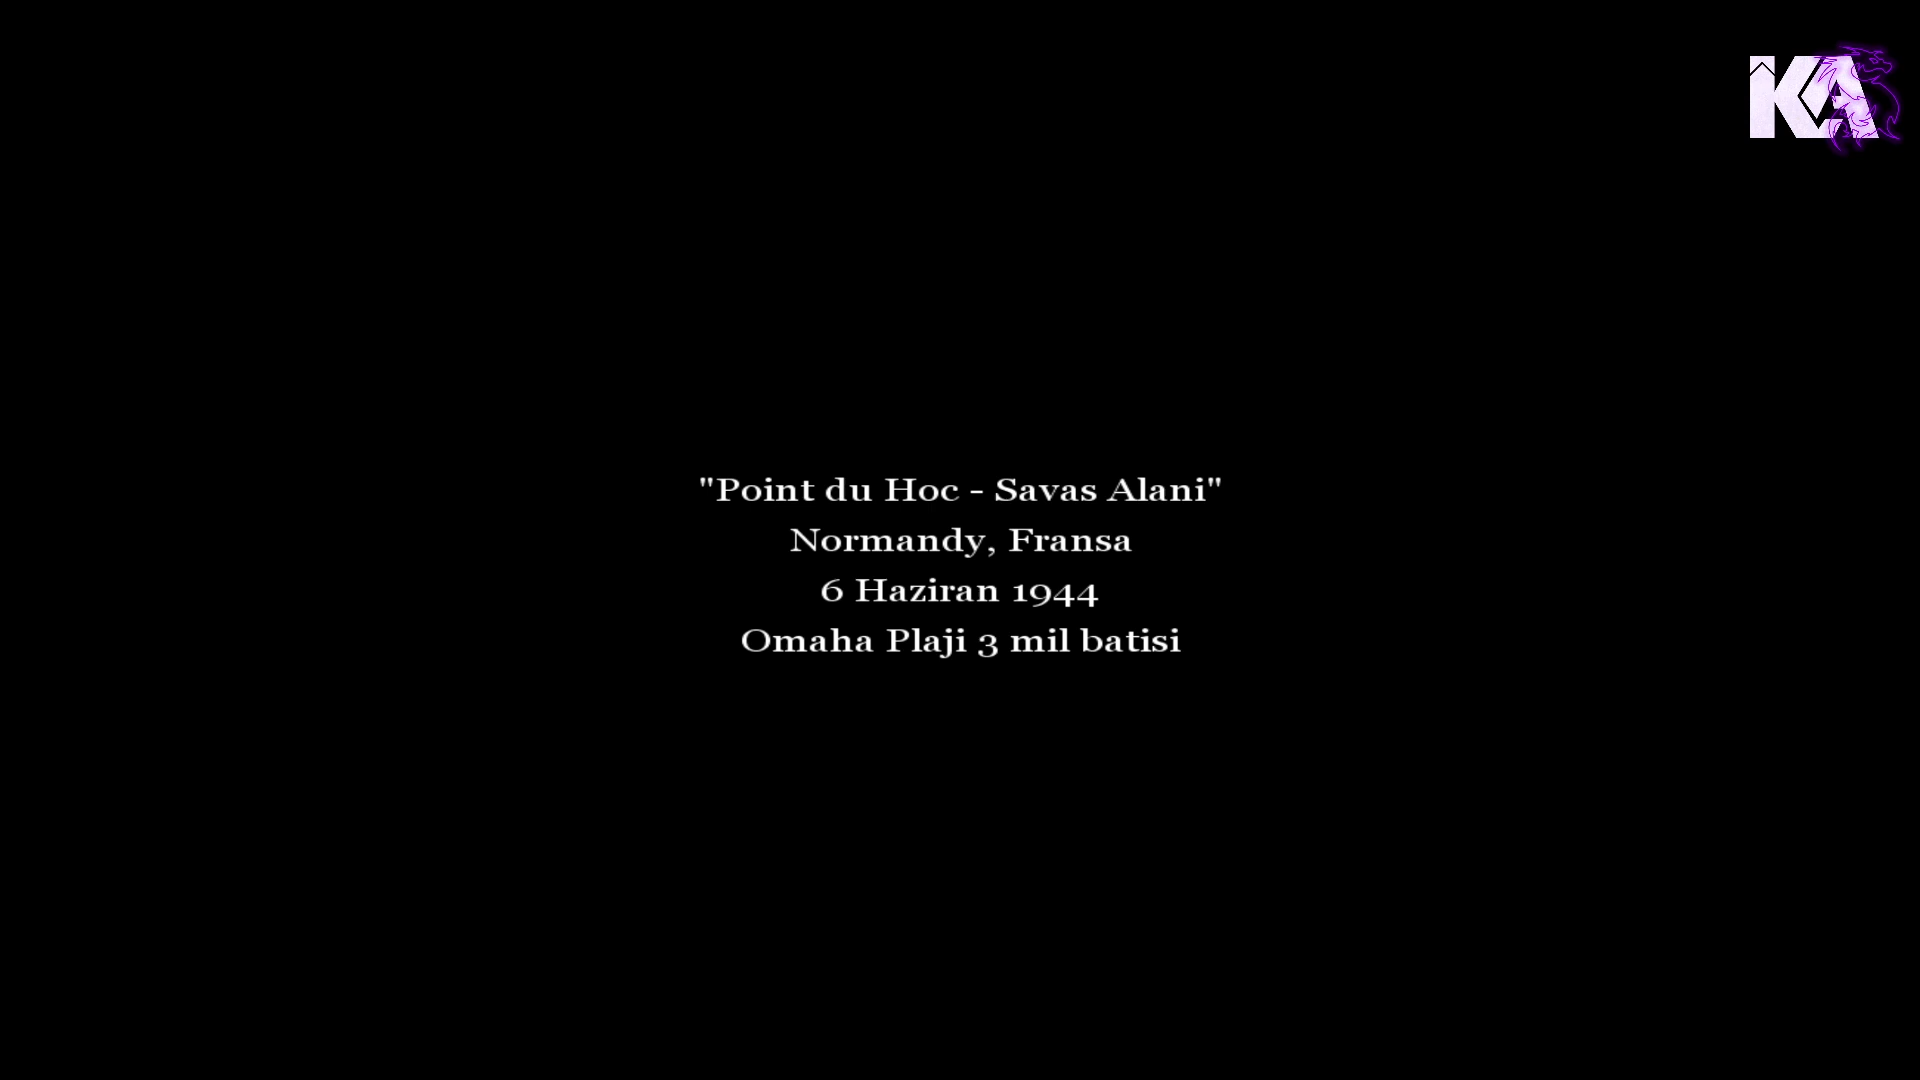 KA
"Point du Hoc - Savas Alani"
Normandy, Fransa
6 Haziran 1944
Omaha Plaji 3 mil batisi